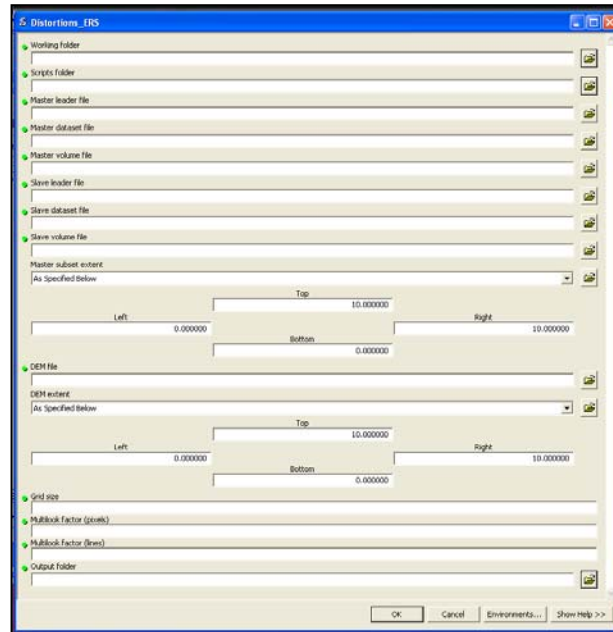 Distortions_ERS
Working folder
Scripts folder
Master leader file
Master dataset file
Master volume file
Slave leader file
Slave dataset file
Slave volume file
Master subset extent
As Specified Below
Top
10.000000
Left Right
0.000000 10.000000
Bottom
0.000000
DEM file
DEM extent
As Specified Below
Top
10.000000
Left Right
0.000000 10.000000
Bottom
0.000000
Grid size
Multilook factor (pixels)
Multilook factor (lines)
Output folder
OK Cancel Environments... Show Help >>